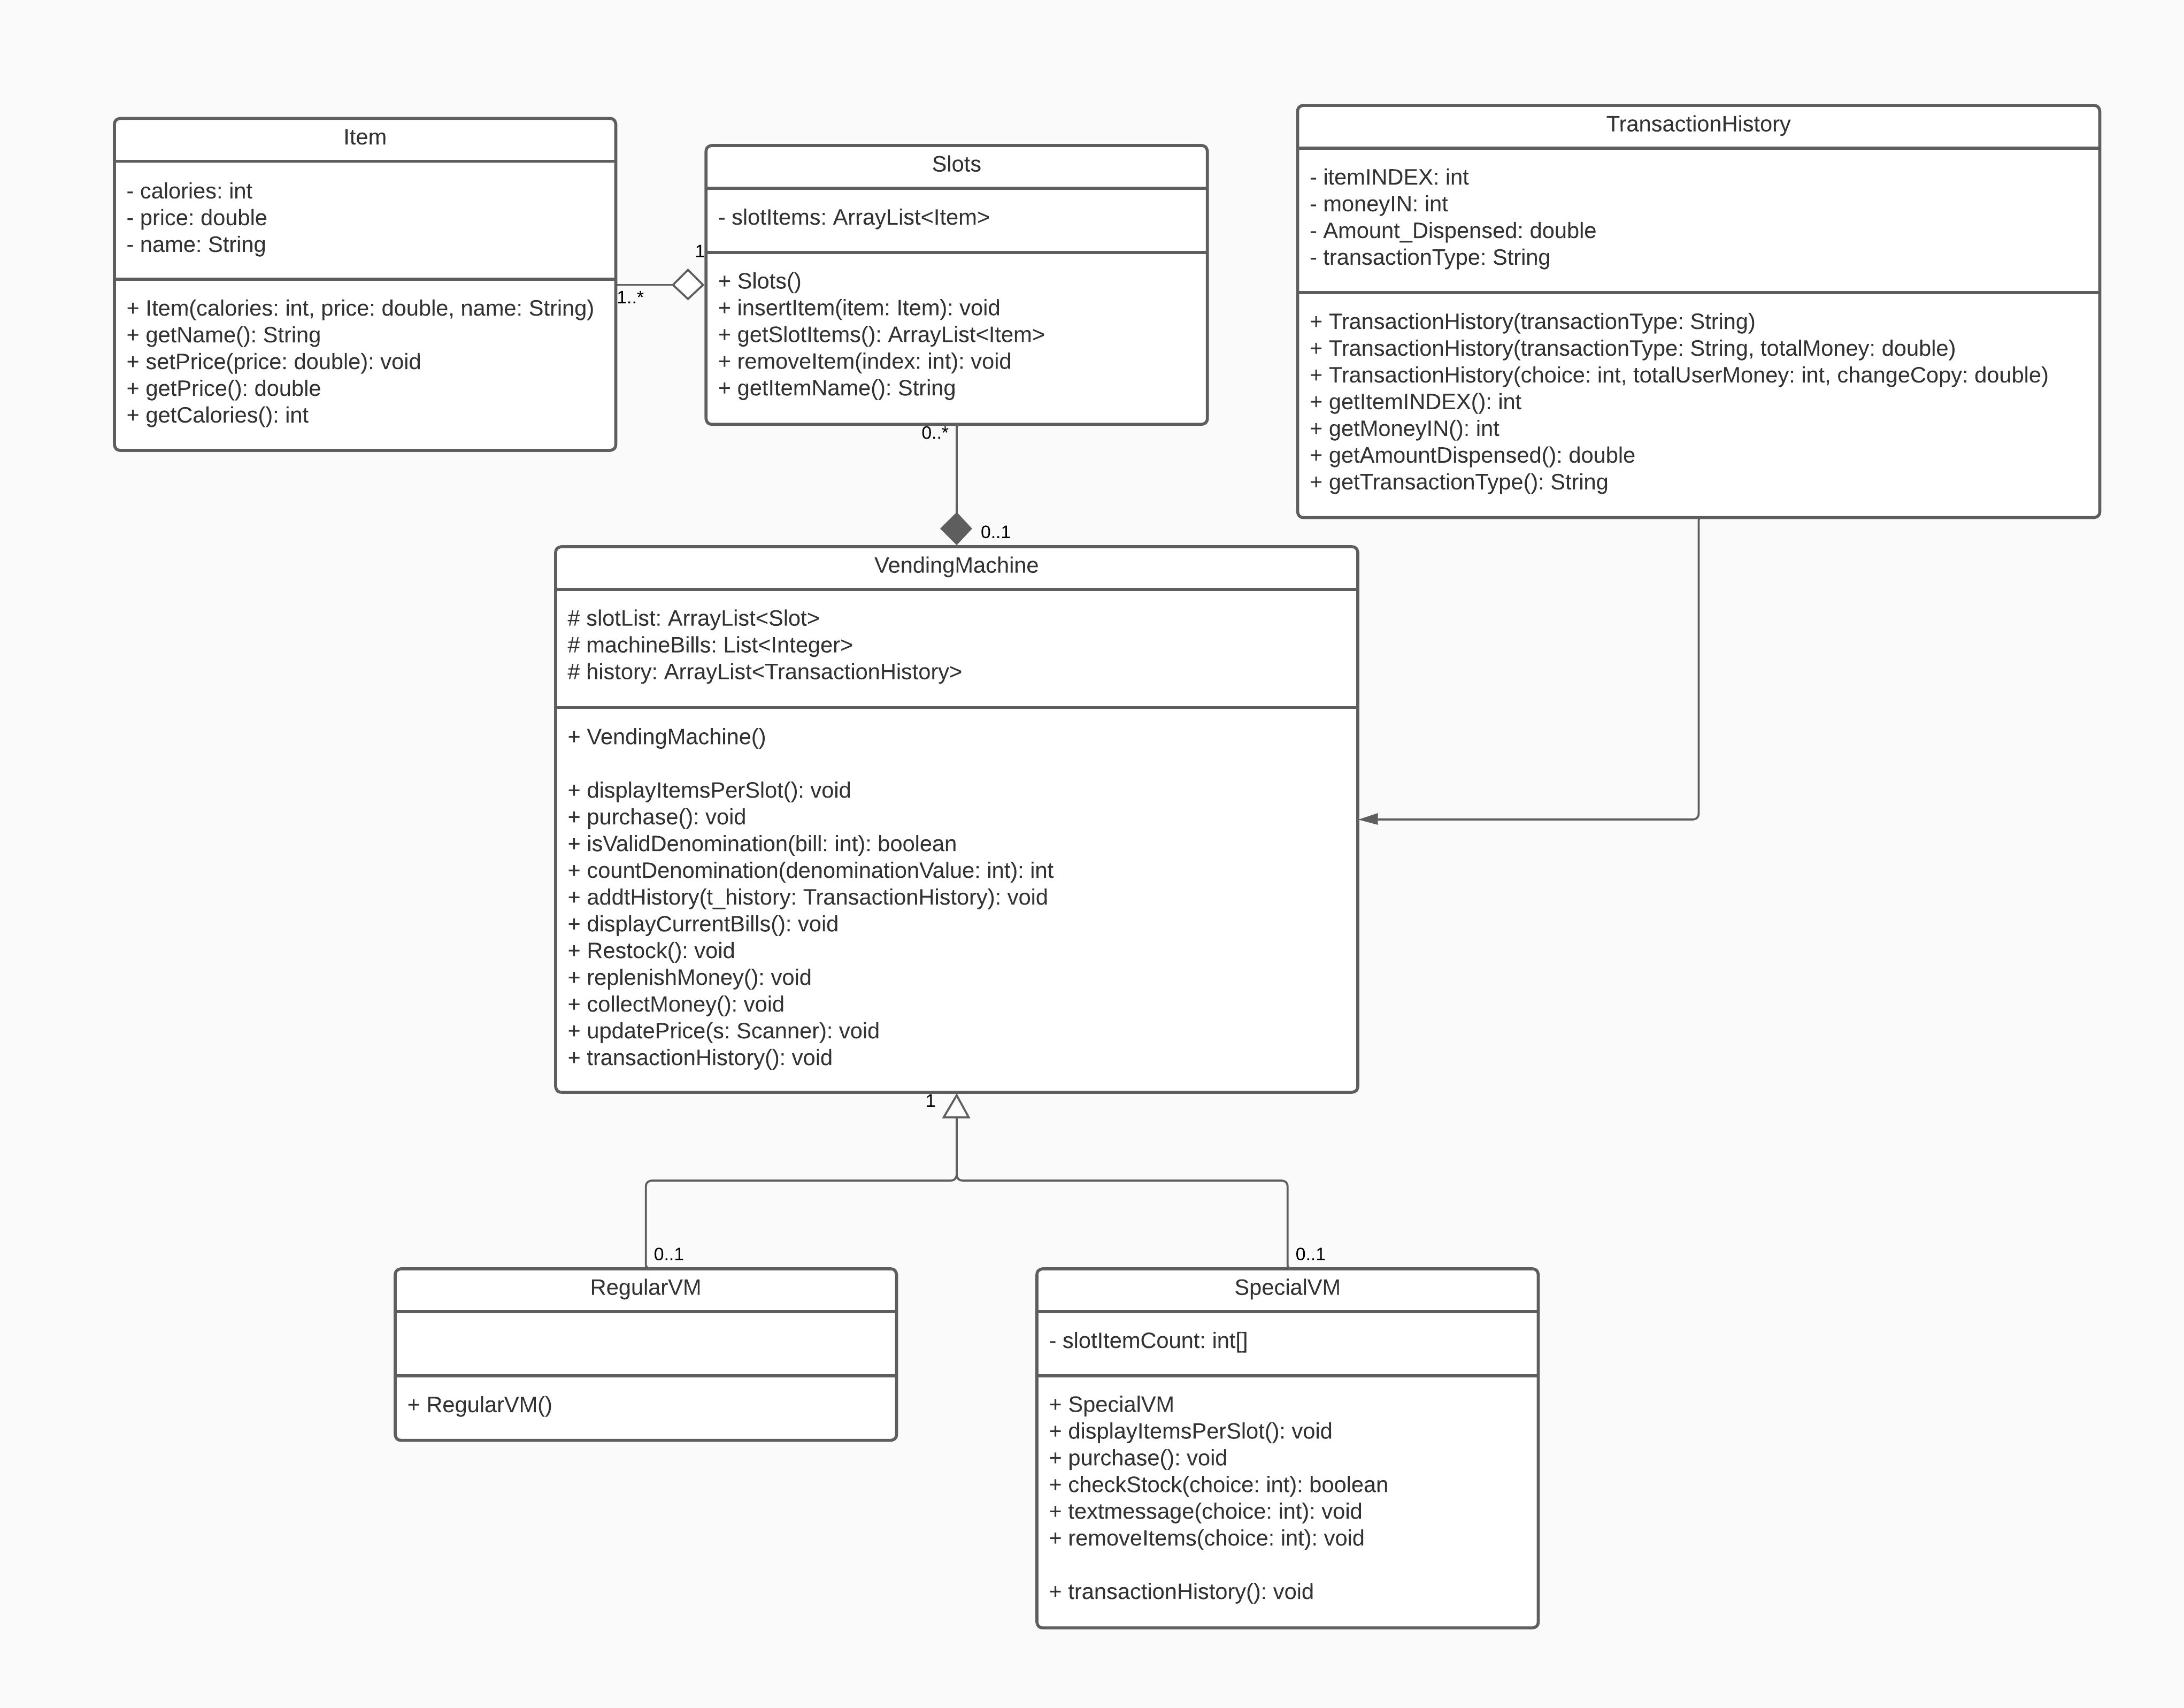 Item
- calories: int
- price: double
- name: String
+ Item(calories: int, price: double, name: String)
+ getName(): String
+ setPrice(price: double): void
+ getPrice(): double
+ getCalories(): int
1..*
1
Slots
- slotItems: ArrayList<Item>
+ Slots()
+ insertItem(item: Item): void
+ getSlotItems(): ArrayList<Item>
+ removeItem(index: int): void
+ getItemName(): String
0..*
0..1
TransactionHistory
- itemINDEX: int
- moneyIN: int
- Amount_Dispensed: double
- transactionType: String
+ TransactionHistory(transactionType: String)
+ TransactionHistory(transactionType: String, totalMoney: double)
+ TransactionHistory(choice: int, totalUserMoney: int, changeCopy: double)
+ getItemINDEX(): int
+ getMoneyIN(): int
+ getAmountDispensed(): double
+ getTransactionType(): String
VendingMachine
# slotList: ArrayList<Slot>
# machineBills: List<Integer>
# history: ArrayList<TransactionHistory>
+ VendingMachine()
+ displayItemsPerSlot(): void
+ purchase(): void
+ isValidDenomination(bill: int): boolean
+ countDenomination(denominationValue: int): int
+ addtHistory(t_history: TransactionHistory): void
+ displayCurrentBills(): void
+ Restock(): void
+ replenishMoney(): void
+ collectMoney(): void
+ updatePrice(s: Scanner): void
+ transactionHistory(): void
1
0..1
0..1
RegularVM
+ RegularVM()
SpecialVM
- slotItemCount: int[]
+ SpecialVM
+ displayItemsPerSlot(): void
+ purchase(): void
+ checkStock(choice: int): boolean
+ textmessage(choice: int): void
+ removeItems(choice: int): void
+ transactionHistory(): void